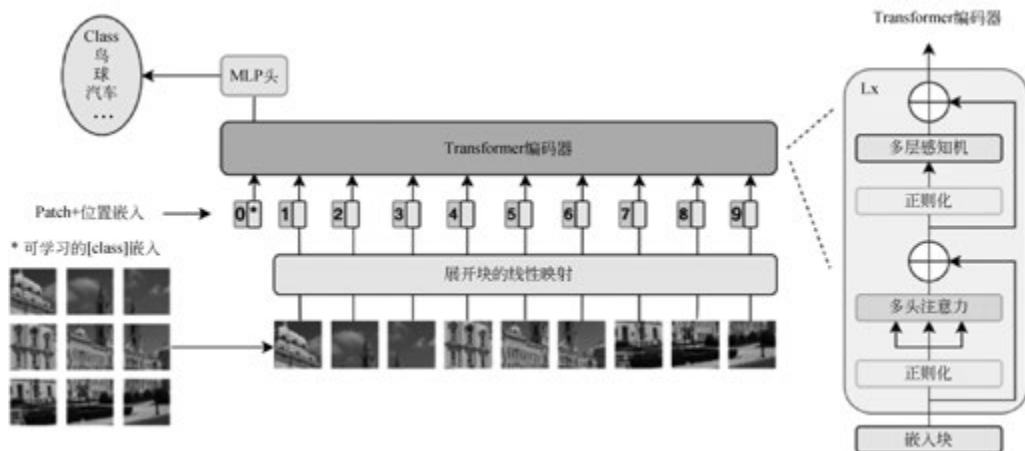 Class
鸟
球
汽车
…
MLP头
Transformer编码器
Patch+位置嵌入
0 * 1 2 3 4 5 6 7 8 9
* 可学习的[class]嵌入
展开块的线性映射
Transformer编码器
Lx
多层感知机
正则化
多头注意力
正则化
嵌入块